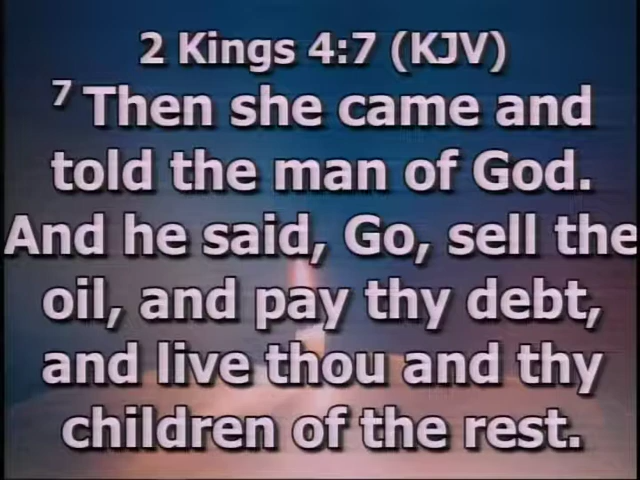 2 Kings 4:7 (KJV)
7 Then she came and
told the man of God.
And he said, Go, sell the
oil, and pay thy debt,
and live thou and thy
children of the rest.